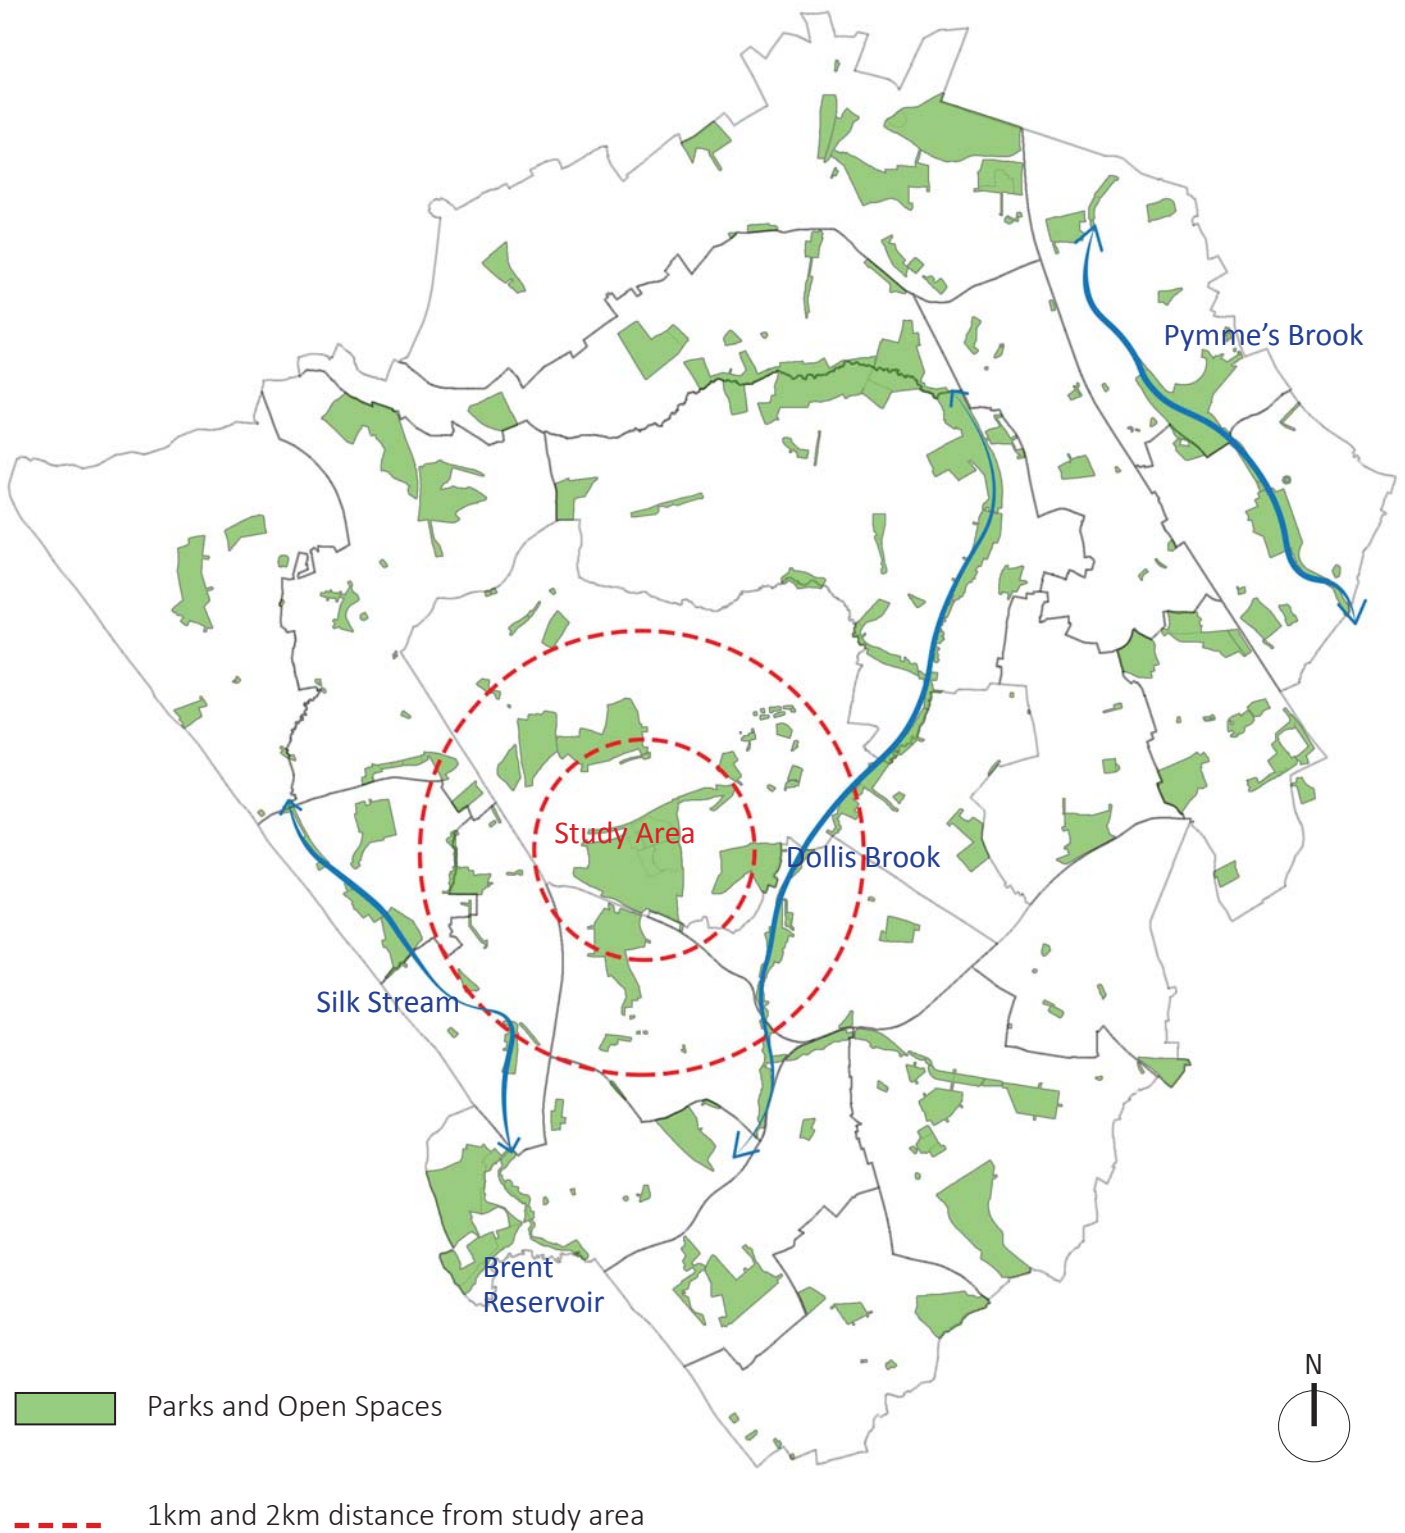 Pymme’s Brook
Study Area
Dollis Brook
Silk Stream
Brent
Reservoir
N
Parks and Open Spaces
1km and 2km distance from study area